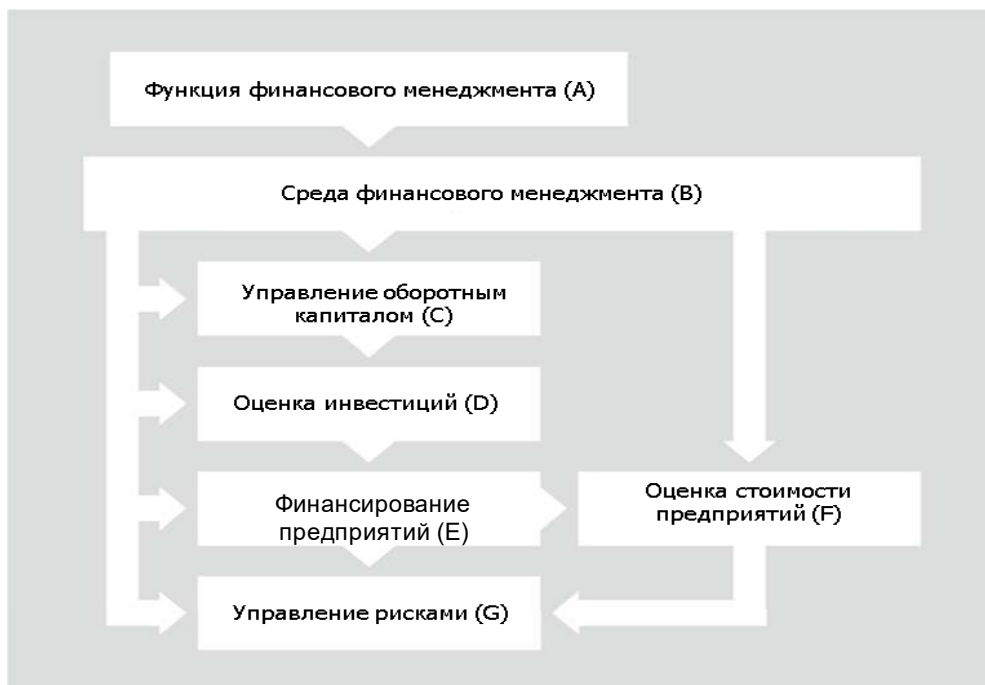 Функция финансового менеджмента (A)
Среда финансового менеджмента (B)
Управление оборотным
капиталом (C)
Оценка инвестиций (D)
Финансирование
предприятий (E)
Оценка стоимости
предприятий (F)
Управление рисками (G)